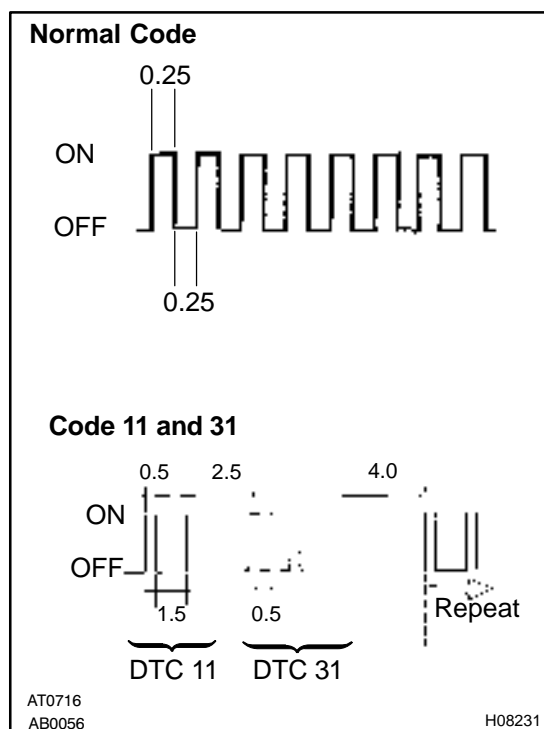 Normal Code
0.25
ON
OFF
0.25
Code 11 and 31
0.5 2.5 4.0
ON
OFF
1.5 0.5
Repeat
DTC 11 DTC 31
AT0716
AB0056 H08231